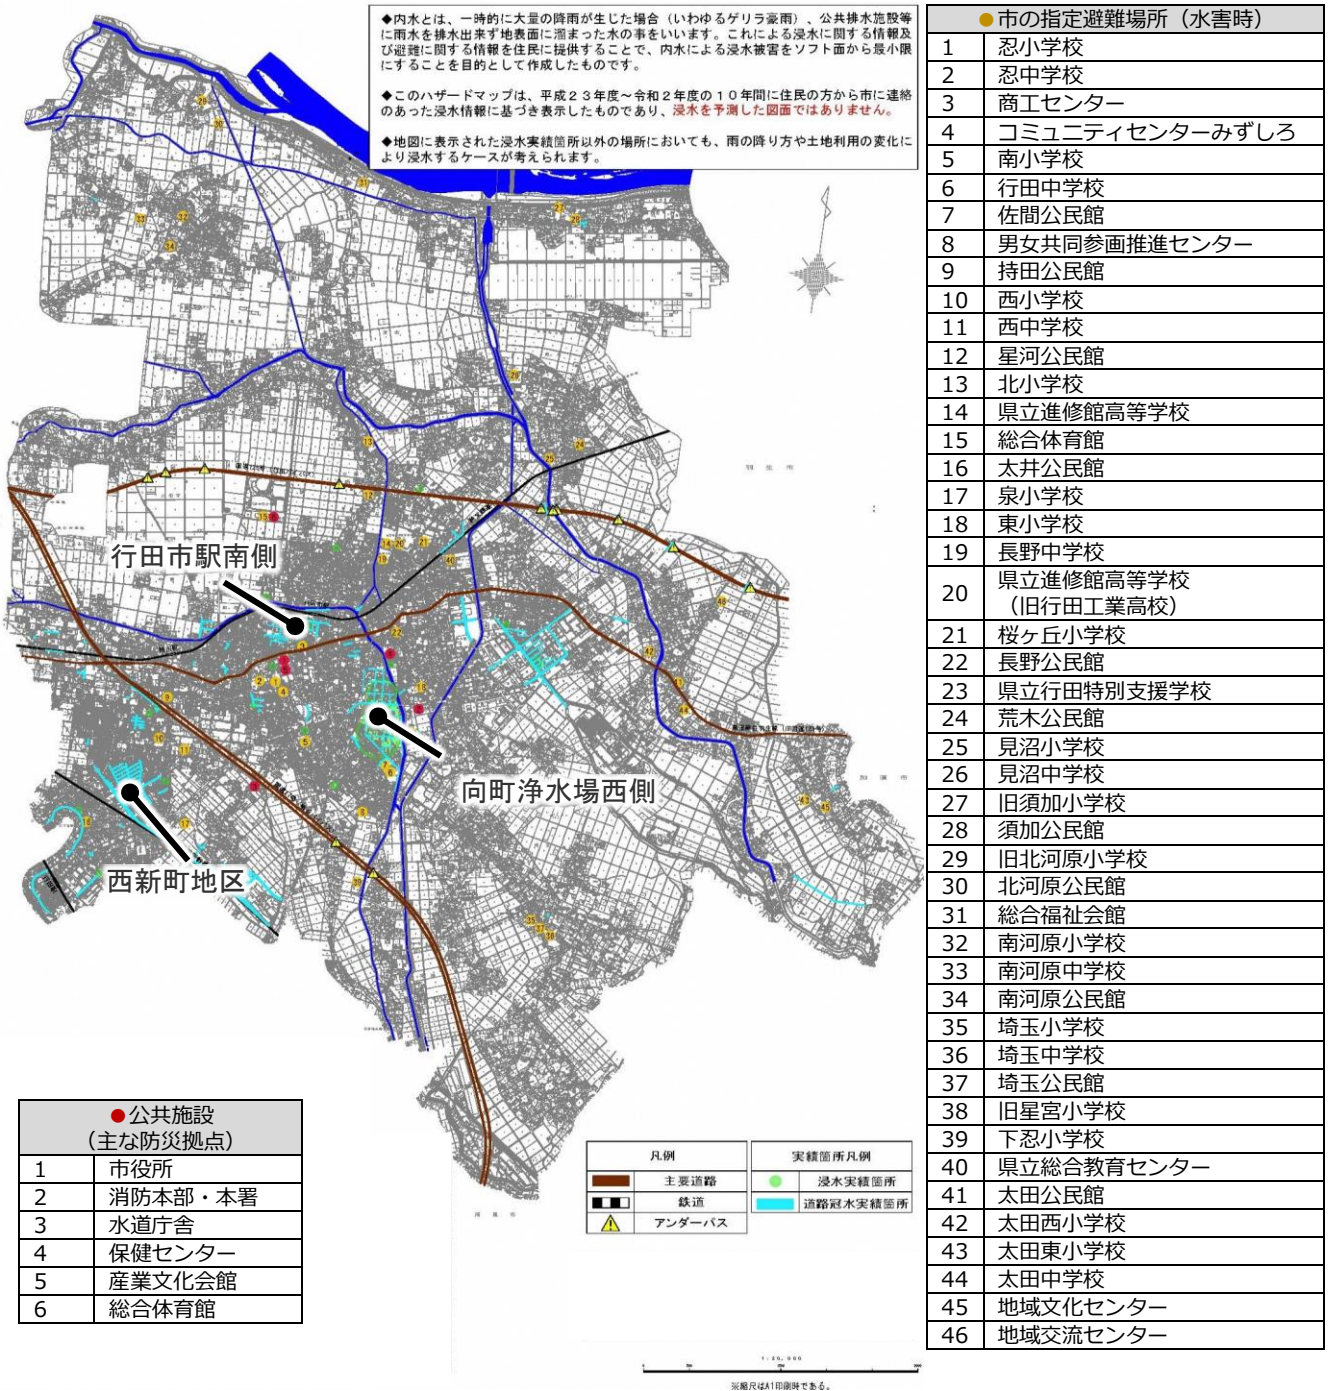 ◆内水とは、一時的に大量の降雨が生じた場合（いわゆるゲリラ豪雨）、公共排水施設等
に雨水を排水出来ず地表面に溜まった水の事をいいます。これによる浸水に関する情報及
び避難に関する情報を住民に提供することで、内水による浸水被害をソフト面から最小限
にすることを目的として作成したものです。
◆このハザードマップは、平成２３年度～令和２年度の１０年間に住民の方から市に連絡
のあった浸水情報に基づき表示したものであり、浸水を予測した図面ではありません。
◆地図に表示された浸水実績箇所以外の場所においても、雨の降り方や土地利用の変化に
より浸水するケースが考えられます。
●市の指定避難場所（水害時）
1 忍小学校
2 忍中学校
3 商工センター
4 コミュニティセンターみずしろ
5 南小学校
6 行田中学校
7 佐間公民館
8 男女共同参画推進センター
9 持田公民館
10 西小学校
11 西中学校
12 星河公民館
13 北小学校
14 県立進修館高等学校
15 総合体育館
16 太井公民館
17 泉小学校
18 東小学校
19 長野中学校
20 県立進修館高等学校
（旧行田工業高校）
21 桜ヶ丘小学校
22 長野公民館
23 県立行田特別支援学校
24 荒木公民館
25 見沼小学校
26 見沼中学校
27 旧須加小学校
28 須加公民館
29 旧北河原小学校
30 北河原公民館
31 総合福祉会館
32 南河原小学校
33 南河原中学校
34 南河原公民館
35 埼玉小学校
36 埼玉中学校
37 埼玉公民館
38 旧星宮小学校
39 下忍小学校
40 県立総合教育センター
41 太田公民館
42 太田西小学校
43 太田東小学校
44 太田中学校
45 地域文化センター
46 地域交流センター
行田市駅南側
向町浄水場西側
西新町地区
●公共施設
（主な防災拠点）
1 市役所
2 消防本部・本署
3 水道庁舎
4 保健センター
5 産業文化会館
6 総合体育館
凡例
主要道路
鉄道
アンダーパス
実績箇所凡例
浸水実績箇所
道路冠水実績箇所
※縮尺はA1印刷時である。